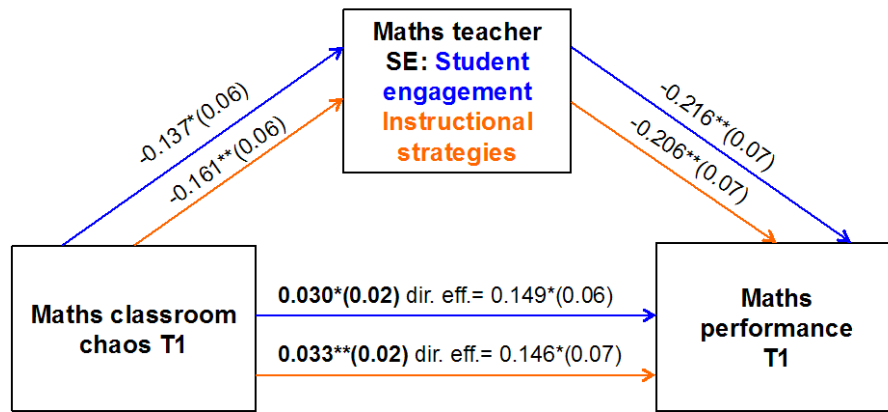 Maths teacher
SE: Student
engagement
Instructional
strategies
-0.137*(0.06)
-0.161**(0.06)
-0.216**(0.07)
-0.206**(0.07)
Maths classroom
chaos T1
0.030*(0.02) dir. eff.= 0.149*(0.06)
0.033**(0.02) dir. eff.= 0.146*(0.07)
Maths
performance
T1